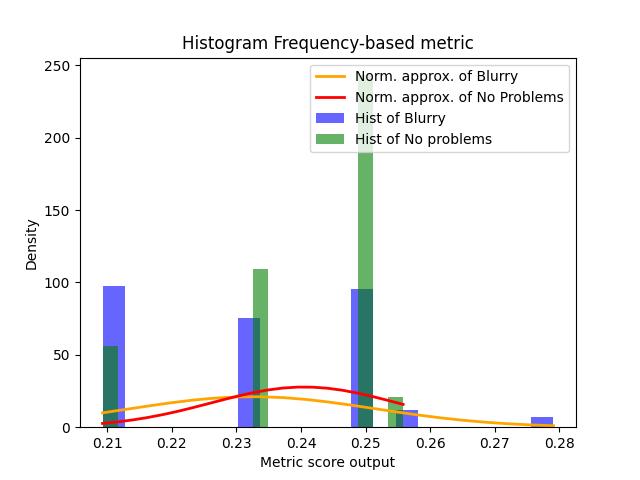 Histogram Frequency-based metric
Norm. approx. of Blurry
Norm. approx. of No Problems
Hist of Blurry
Hist of No problems
Density
250
200
150
100
50
0
0.21 0.22 0.23 0.24 0.25 0.26 0.27 0.28
Metric score output